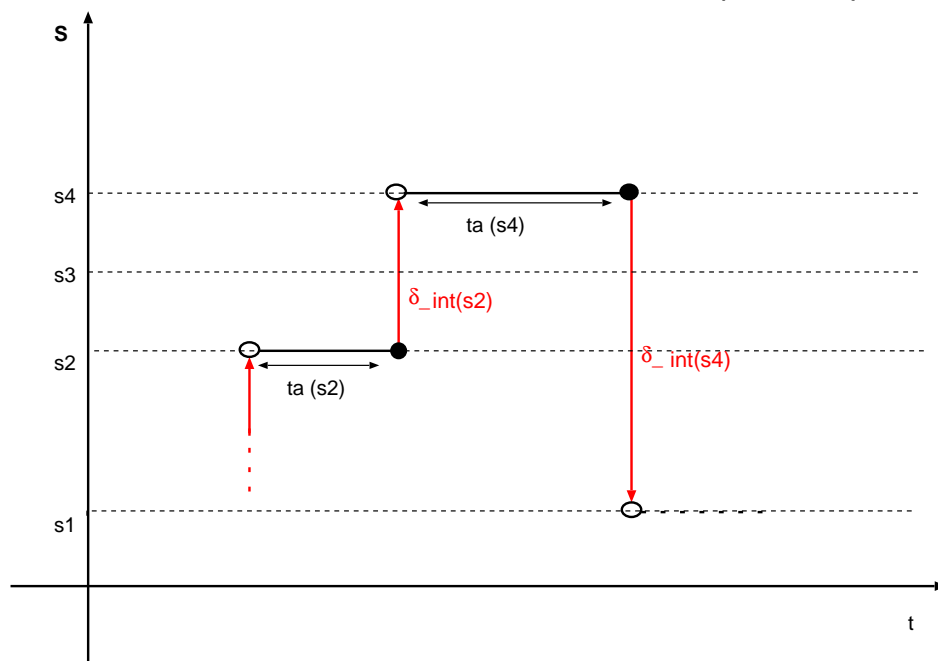 S
s4
ta (s4)
s3
δ_int(s2)
s2
δ_ int(s4)
ta (s2)
s1
t